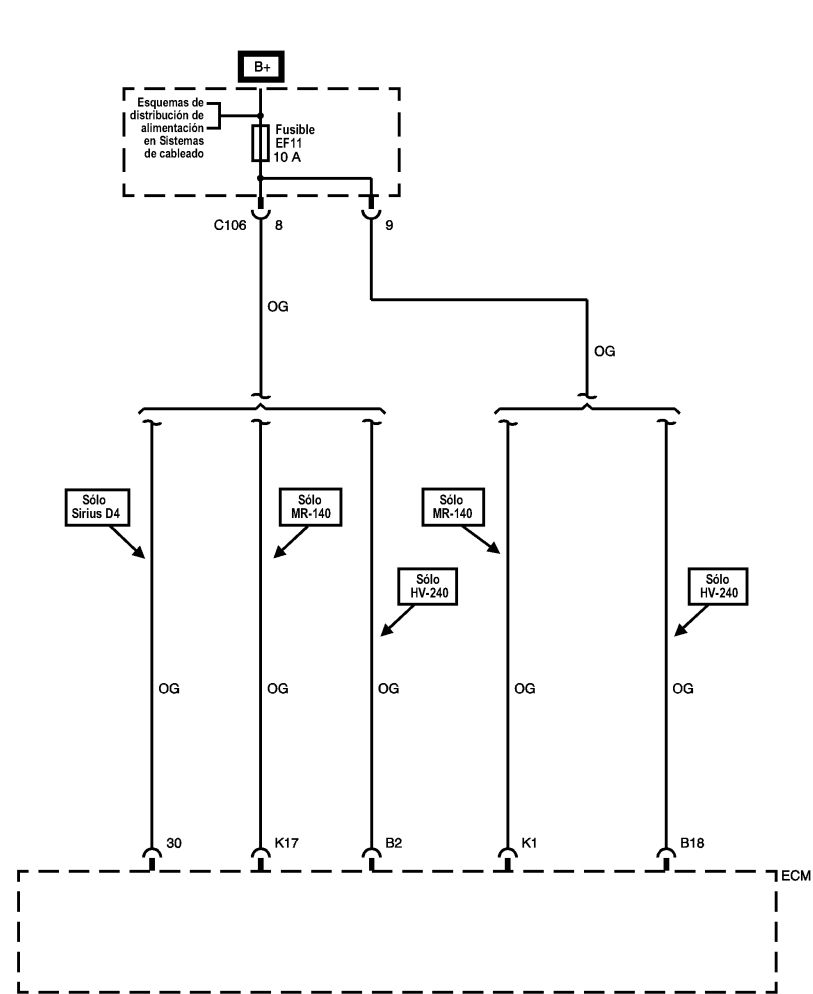 B+
Esquemas de
distribución de
alimentación
en Sistemas
de cableado
Fusible
EF11
10 A
C106
8
9
OG
OG
Sólo
Sirius D4
Sólo
MR-140
Sólo
MR-140
Sólo
HV-240
Sólo
HV-240
OG
OG
OG
OG
OG
30
K17
B2
K1
B18
ECM